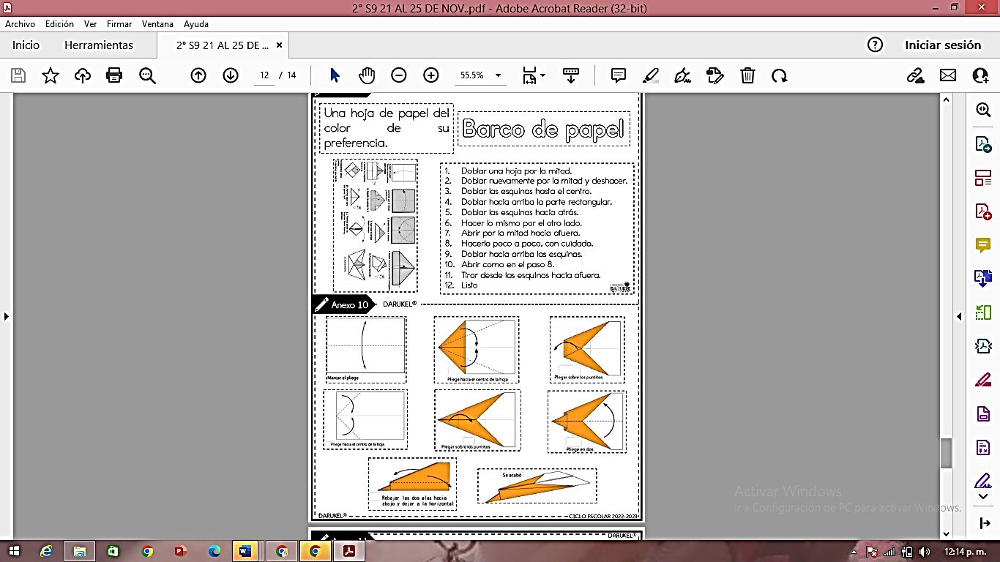 2° S9 21 AL 25 DE NOV..pdf - Adobe Acrobat Reader (32-bit)
Archivo Edición Ver Firmar Ventana Ayuda
Inicio Herramientas 2° S9 21 AL 25 DE ... Iniciar sesión
12 / 14 55.5%
Una hoja de papel del
color de su
preferencia.
Barco de papel
1. Doblar una hoja por la mitad.
2. Doblar nuevamente por la mitad y deshacer.
3. Doblar las esquinas hasta el centro.
4. Doblar hacia arriba la parte rectangular.
5. Doblar las esquinas hacia atrás.
6. Hacer lo mismo por el otro lado.
7. Abrir por la mitad hacia afuera.
8. Hacerlo poco a poco, con cuidado.
9. Doblar hacia arriba las esquinas.
10. Abrir como en el paso 8.
11. Tirar desde las esquinas hacia afuera.
12. Listo
DARUKEL
Anexo 10 DARUKEL®
Marcar el pliege
Pliege hacia el centro de la hoja
Plegar sobre los puntitos
Pliege hacia el centro de la hoja
Plegar sobre los puntitos
Pliege en dos
Rebajar las dos alas hacia
abajo y dejar a la horizontal
Se acabó
DARUKEL® CICLO ESCOLAR 2022-2023
DARUKEL®
Activar Windows
Ir a Configuración de PC para activar Windows.
12:14 p. m.